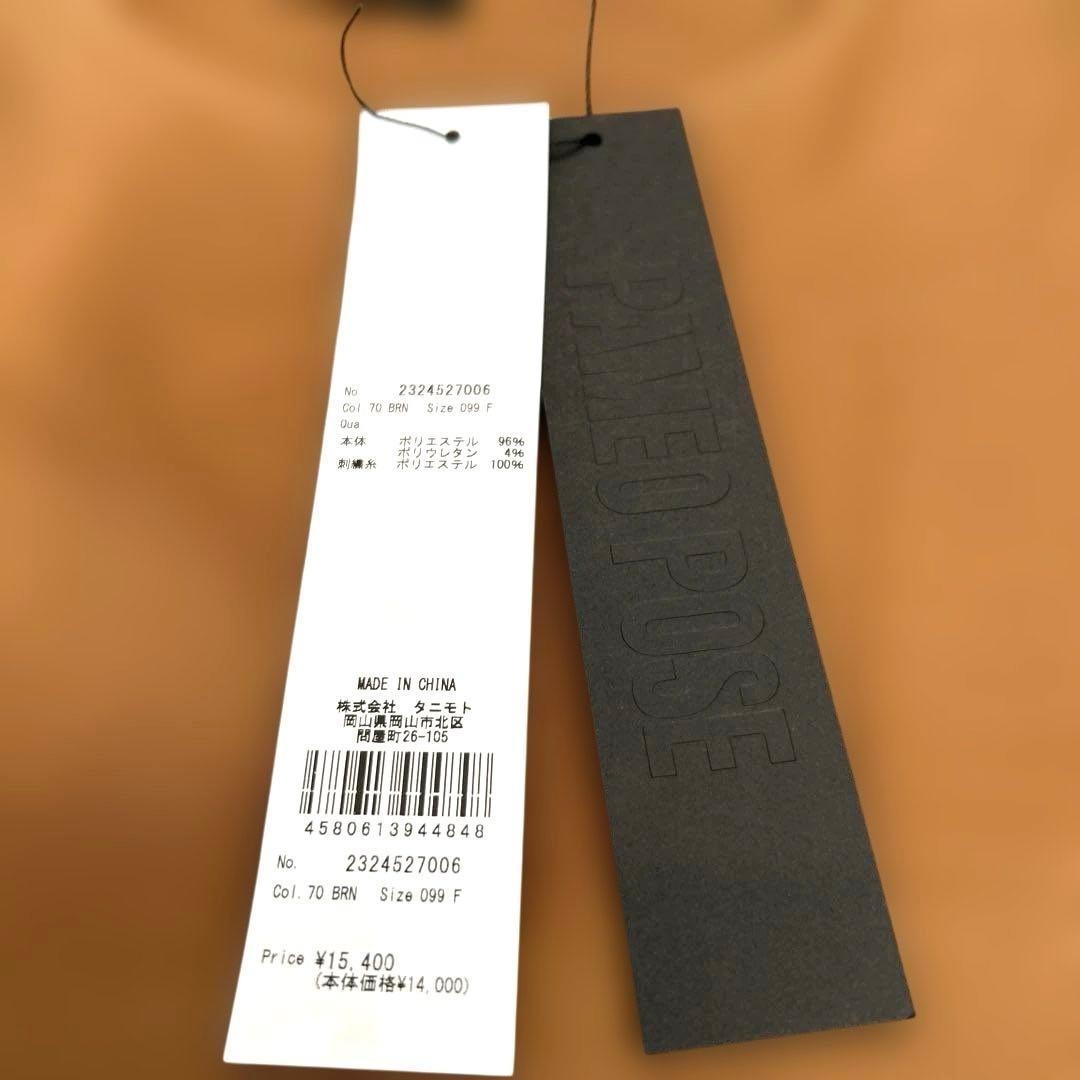 No 2324527006
Col 70 BRN Size 099 F
Qua
本体 ポリエステル 96%
ポリウレタン 4%
刺繍糸 ポリエステル 100%
MADE IN CHINA
株式会社 タニモト
岡山県岡山市北区
問屋町26-105
4580613944848
No. 2324527006
Col. 70 BRN Size 099 F
Price ¥15,400
(本体価格¥14,000)
PAMEOPOSE